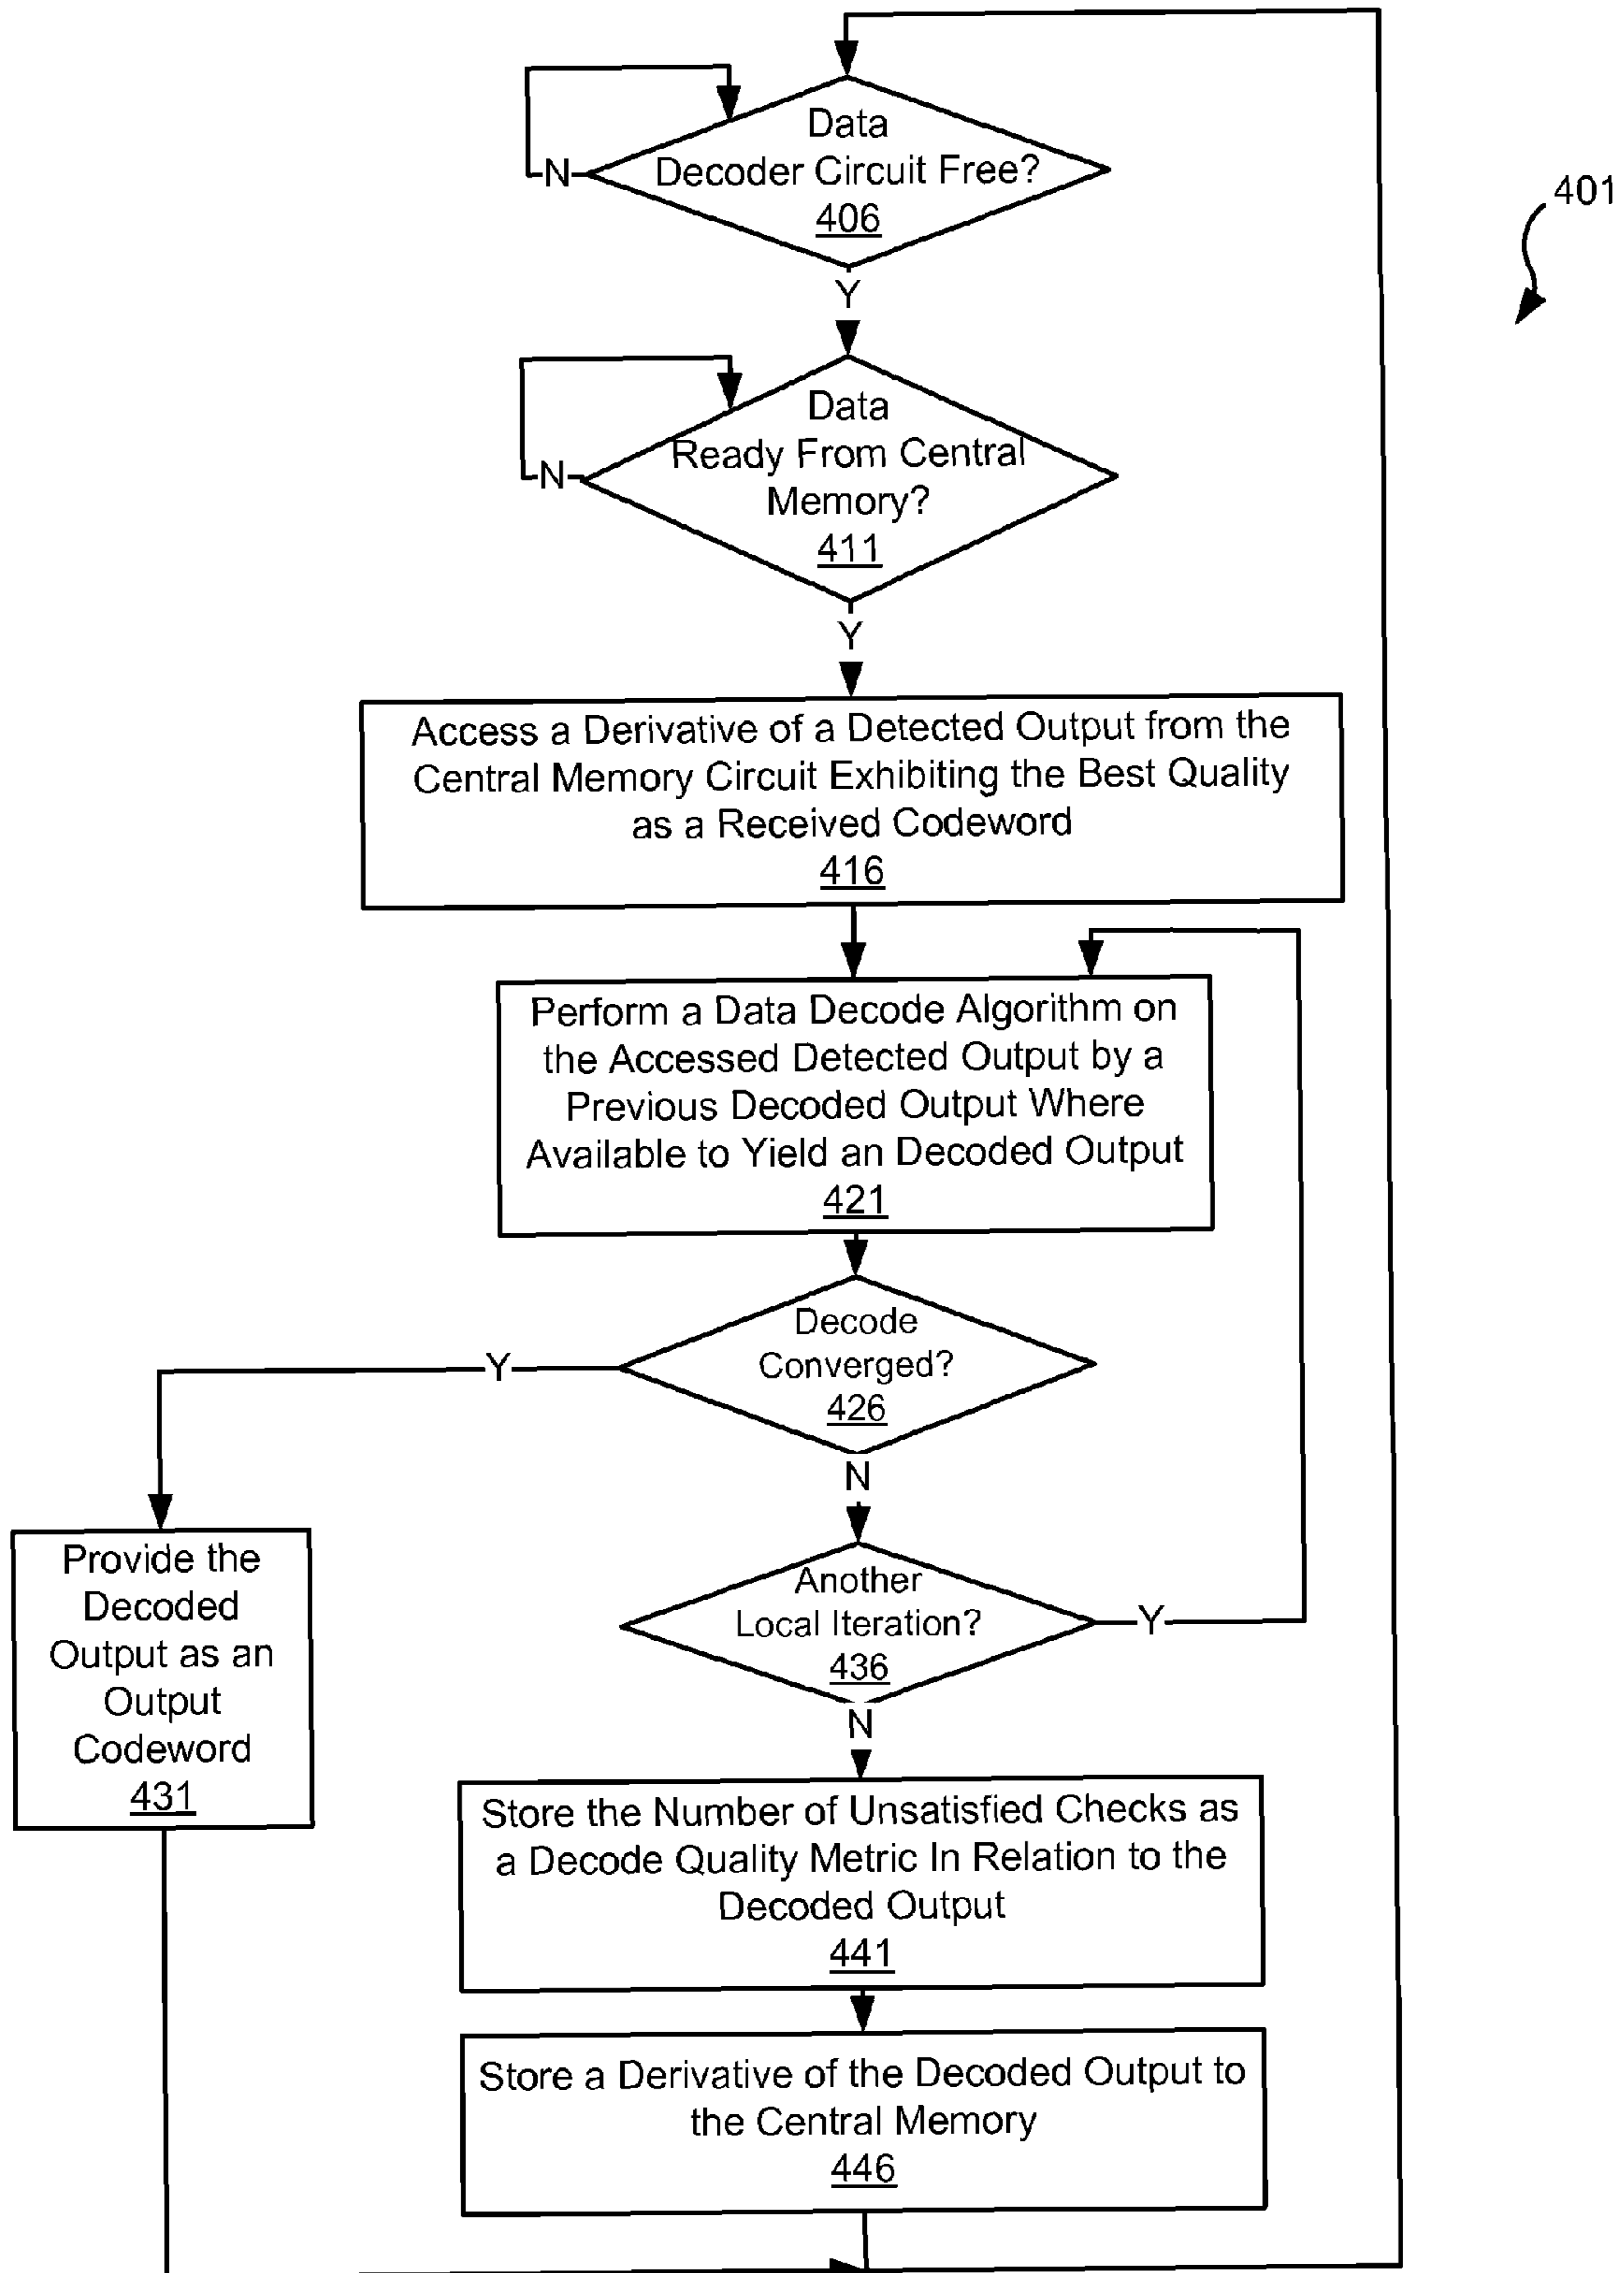 Data
Decoder Circuit Free?
406
N
401
Y
Data
Ready From Central
Memory?
411
N
Y
Access a Derivative of a Detected Output from the
Central Memory Circuit Exhibiting the Best Quality
as a Received Codeword
416
Perform a Data Decode Algorithm on
the Accessed Detected Output by a
Previous Decoded Output Where
Available to Yield an Decoded Output
421
Decode
Converged?
426
Y
N
Another
Local Iteration?
436
Y
N
Provide the
Decoded
Output as an
Output
Codeword
431
Store the Number of Unsatisfied Checks as
a Decode Quality Metric In Relation to the
Decoded Output
441
Store a Derivative of the Decoded Output to
the Central Memory
446